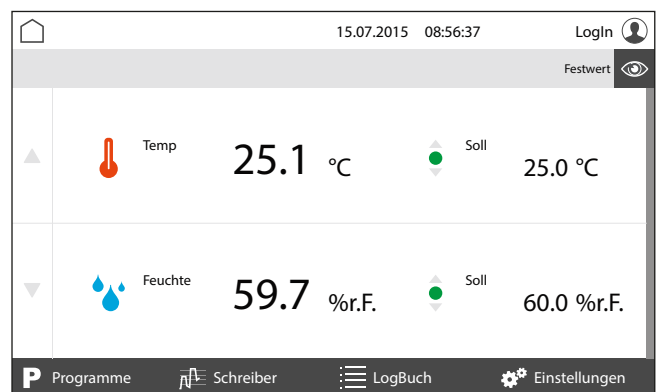 15.07.2015 08:56:37 LogIn
Festwert
Temp 25.1 °C Soll 25.0 °C
Feuchte 59.7 %r.F. Soll 60.0 %r.F.
P Programme Schreiber LogBuch Einstellungen